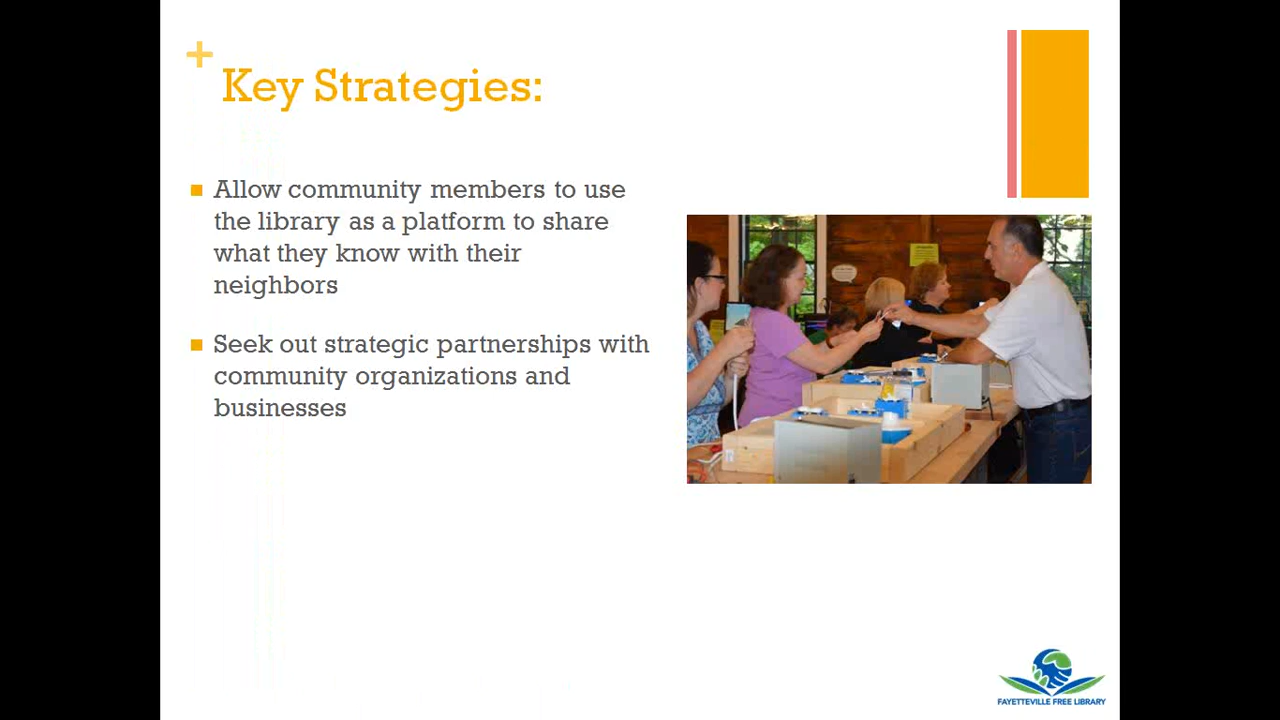 +
Key Strategies:
■ Allow community members to use
the library as a platform to share
what they know with their
neighbors
■ Seek out strategic partnerships with
community organizations and
businesses
FAYETTEVILLE FREE LIBRARY